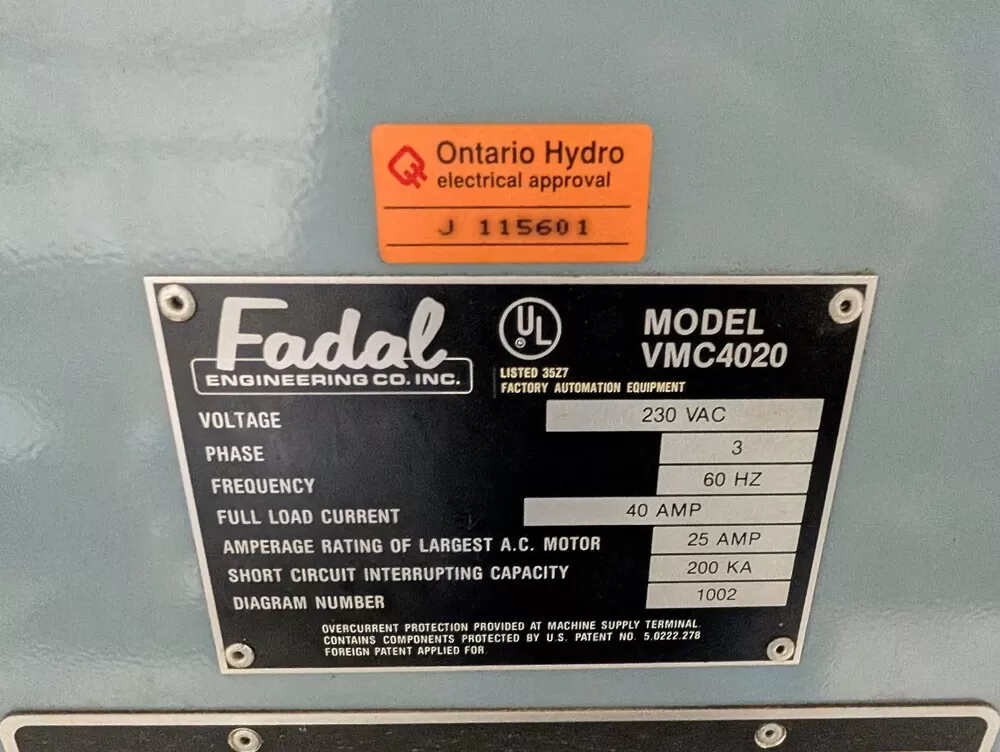 Ontario Hydro
electrical approval
J 115601
Fadal
ENGINEERING CO. INC.
UL
LISTED 35Z7
FACTORY AUTOMATION EQUIPMENT
MODEL
VMC4020
VOLTAGE 230 VAC
PHASE 3
FREQUENCY 60 HZ
FULL LOAD CURRENT 40 AMP
AMPERAGE RATING OF LARGEST A.C. MOTOR 25 AMP
SHORT CIRCUIT INTERRUPTING CAPACITY 200 KA
DIAGRAM NUMBER 1002
OVERCURRENT PROTECTION PROVIDED AT MACHINE SUPPLY TERMINAL.
CONTAINS COMPONENTS PROTECTED BY U.S. PATENT NO. 5.0222.278
FOREIGN PATENT APPLIED FOR.